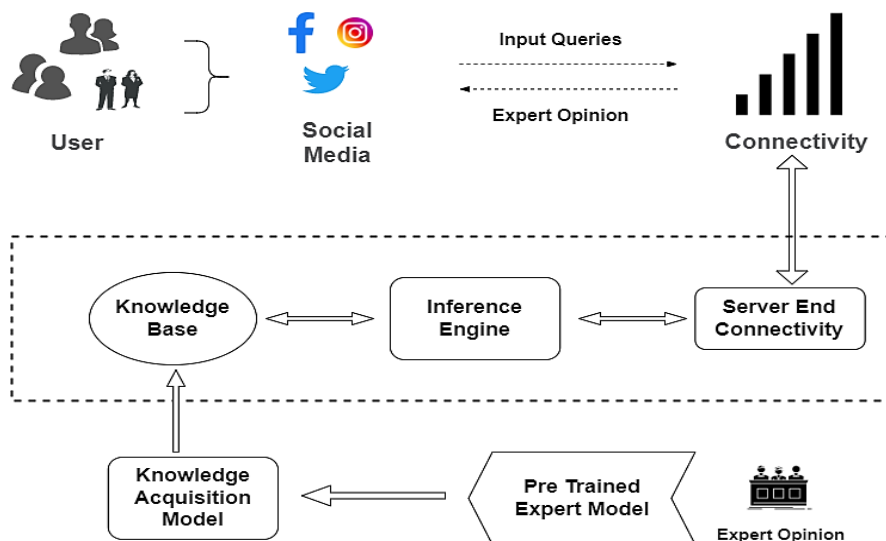 Input Queries
Expert Opinion
User
Social
Media
Connectivity
Knowledge
Base
Inference
Engine
Server End
Connectivity
Knowledge
Acquisition
Model
Pre Trained
Expert Model
Expert Opinion